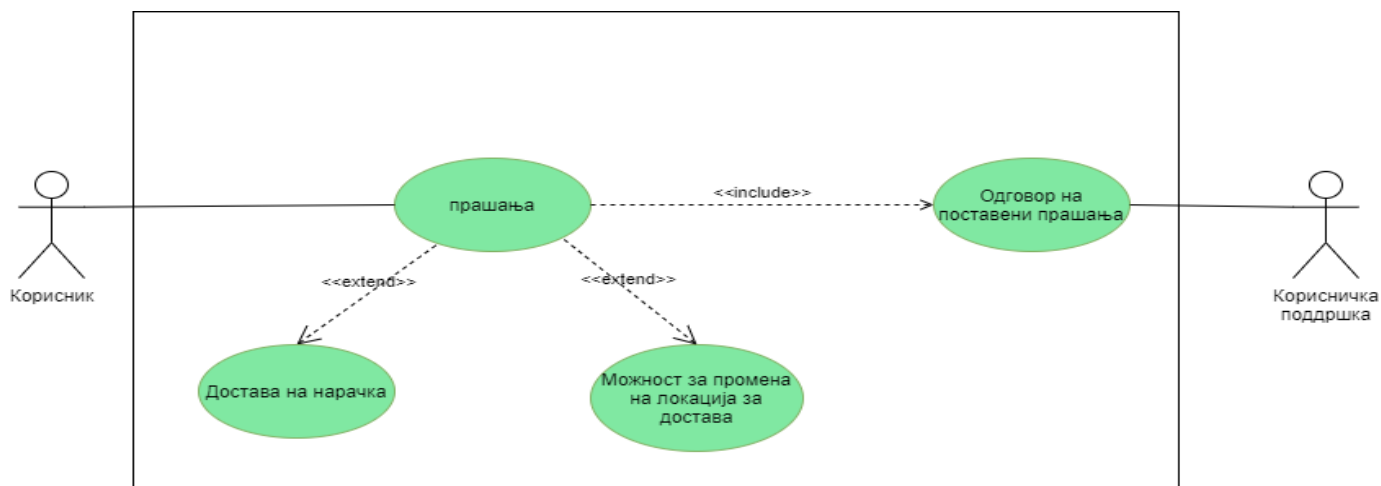 прашања
<<include>>
Одговор на
поставени прашања
<<extend>>
<<extend>>
Корисник
Корисничка
поддршка
Достава на нарачка
Можност за промена
на локација за
достава